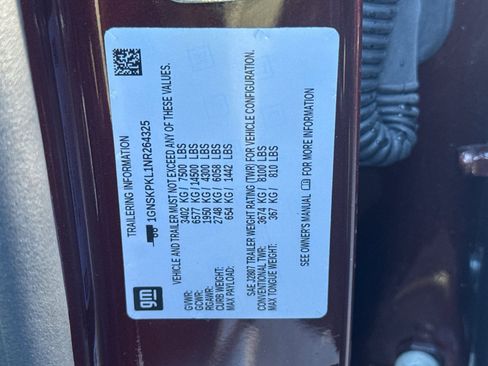 TRAILERING INFORMATION
1GNSKPKL1NR264325
VEHICLE AND TRAILER MUST NOT EXCEED ANY OF THESE VALUES.
GVWR: 3402 KG/ 7500 LBS
GCWR: 6577 KG/ 14500 LBS
RGAWR: 1950 KG/ 4300 LBS
CURB WEIGHT: 2748 KG/ 6058 LBS
MAX PAYLOAD: 654 KG/ 1442 LBS
SAE J2807 TRAILER WEIGHT RATING (TWR) FOR VEHICLE CONFIGURATION.
CONVENTIONAL TWR: 3674 KG/ 8100 LBS
MAX TONGUE WEIGHT: 367 KG/ 810 LBS
SEE OWNER'S MANUAL FOR MORE INFORMATION.
gm